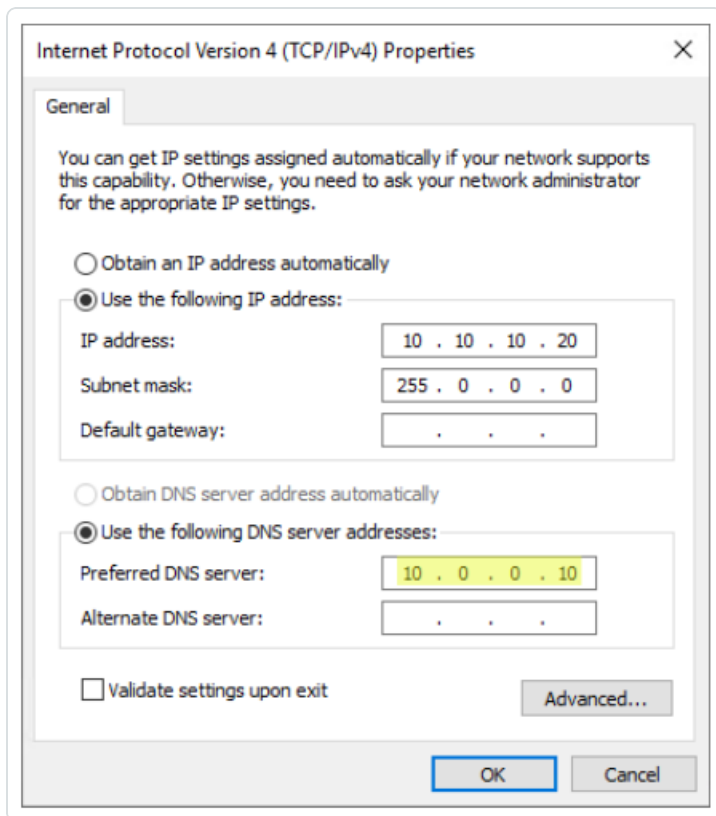 Internet Protocol Version 4 (TCP/IPv4) Properties
General
You can get IP settings assigned automatically if your network supports
this capability. Otherwise, you need to ask your network administrator
for the appropriate IP settings.
Obtain an IP address automatically
Use the following IP address:
IP address: 10 . 10 . 10 . 20
Subnet mask: 255 . 0 . 0 . 0
Default gateway: . . .
Obtain DNS server address automatically
Use the following DNS server addresses:
Preferred DNS server: 10 . 0 . 0 . 10
Alternate DNS server: . . .
Validate settings upon exit
Advanced...
OK Cancel